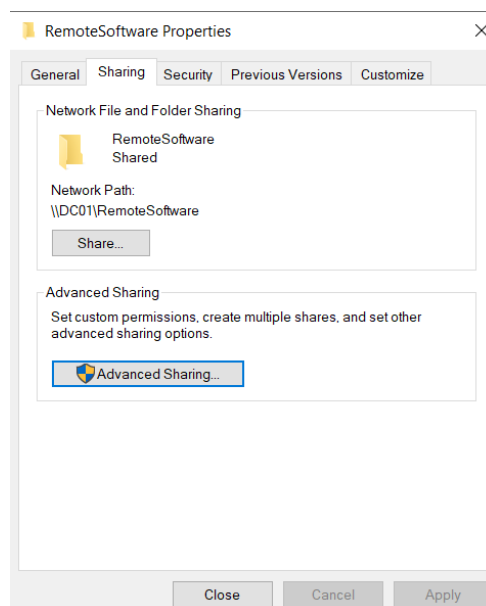 RemoteSoftware Properties
General Sharing Security Previous Versions Customize
Network File and Folder Sharing
RemoteSoftware
Shared
Network Path:
\\DC01\RemoteSoftware
Share...
Advanced Sharing
Set custom permissions, create multiple shares, and set other
advanced sharing options.
Advanced Sharing...
Close Cancel Apply